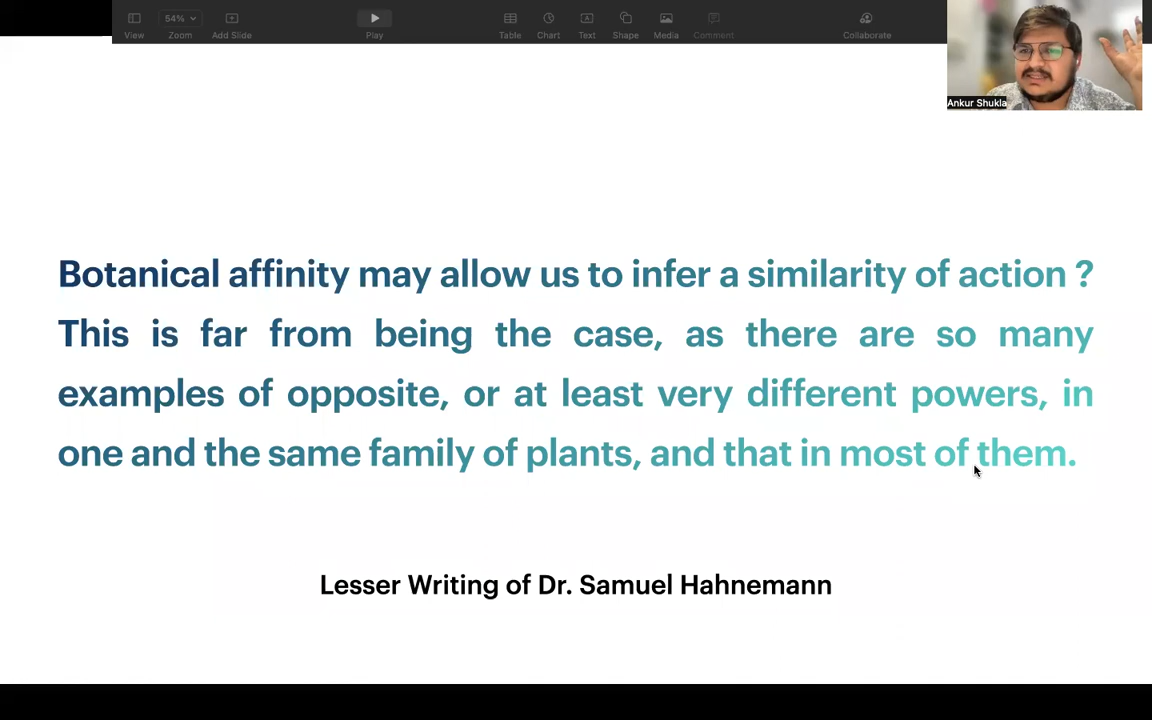 View
54%
Zoom
Add Slide
Play
Table
Chart
Text
Shape
Media
Comment
Collaborate
Ankur Shukla
Botanical affinity may allow us to infer a similarity of action ?
This is far from being the case, as there are so many
examples of opposite, or at least very different powers, in
one and the same family of plants, and that in most of them.
Lesser Writing of Dr. Samuel Hahnemann